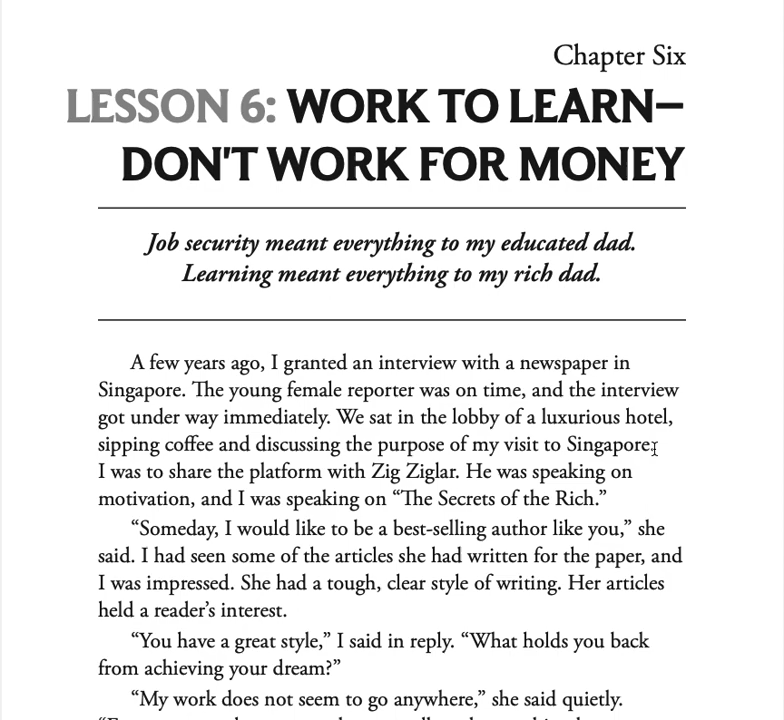 Chapter Six
LESSON 6: WORK TO LEARN—
DON'T WORK FOR MONEY
Job security meant everything to my educated dad.
Learning meant everything to my rich dad.
A few years ago, I granted an interview with a newspaper in
Singapore. The young female reporter was on time, and the interview
got under way immediately. We sat in the lobby of a luxurious hotel,
sipping coffee and discussing the purpose of my visit to Singapore.
I was to share the platform with Zig Ziglar. He was speaking on
motivation, and I was speaking on “The Secrets of the Rich.”
“Someday, I would like to be a best-selling author like you,” she
said. I had seen some of the articles she had written for the paper, and
I was impressed. She had a tough, clear style of writing. Her articles
held a reader’s interest.
“You have a great style,” I said in reply. “What holds you back
from achieving your dream?”
“My work does not seem to go anywhere,” she said quietly.